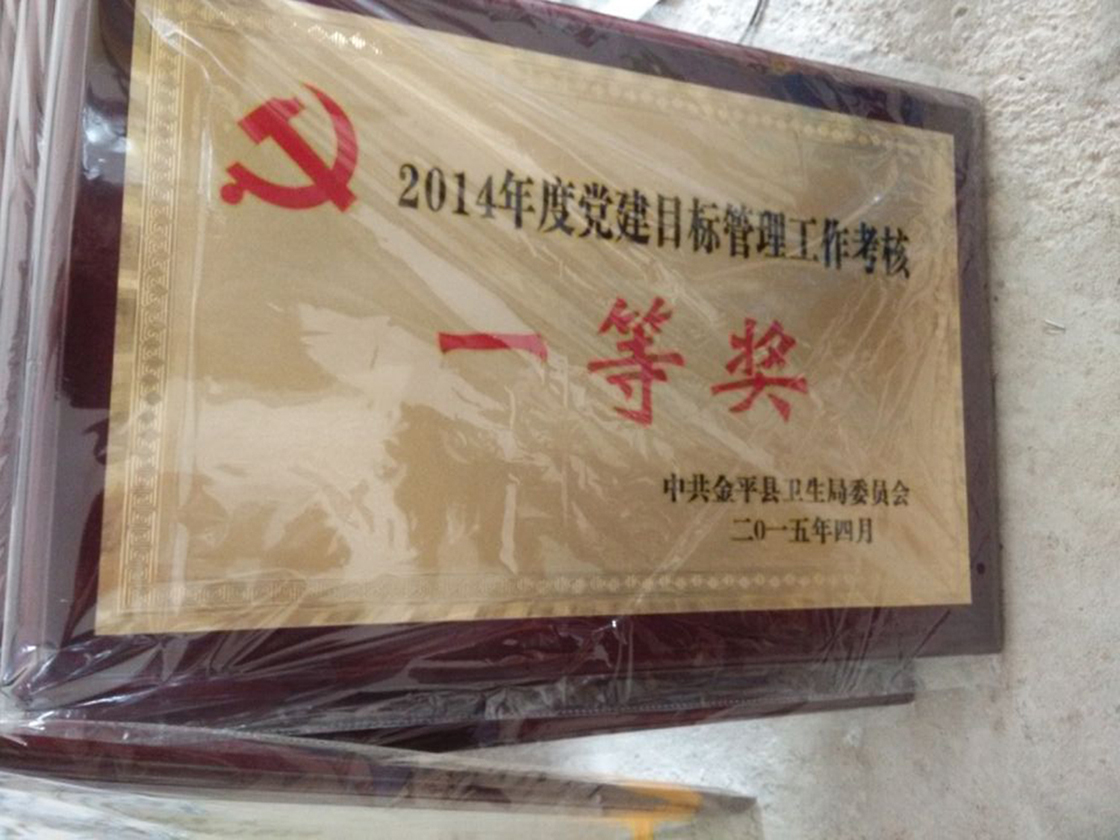 2014年度党建目标管理工作考核
一等奖
中共金平县卫生局委员会
二0一五年四月